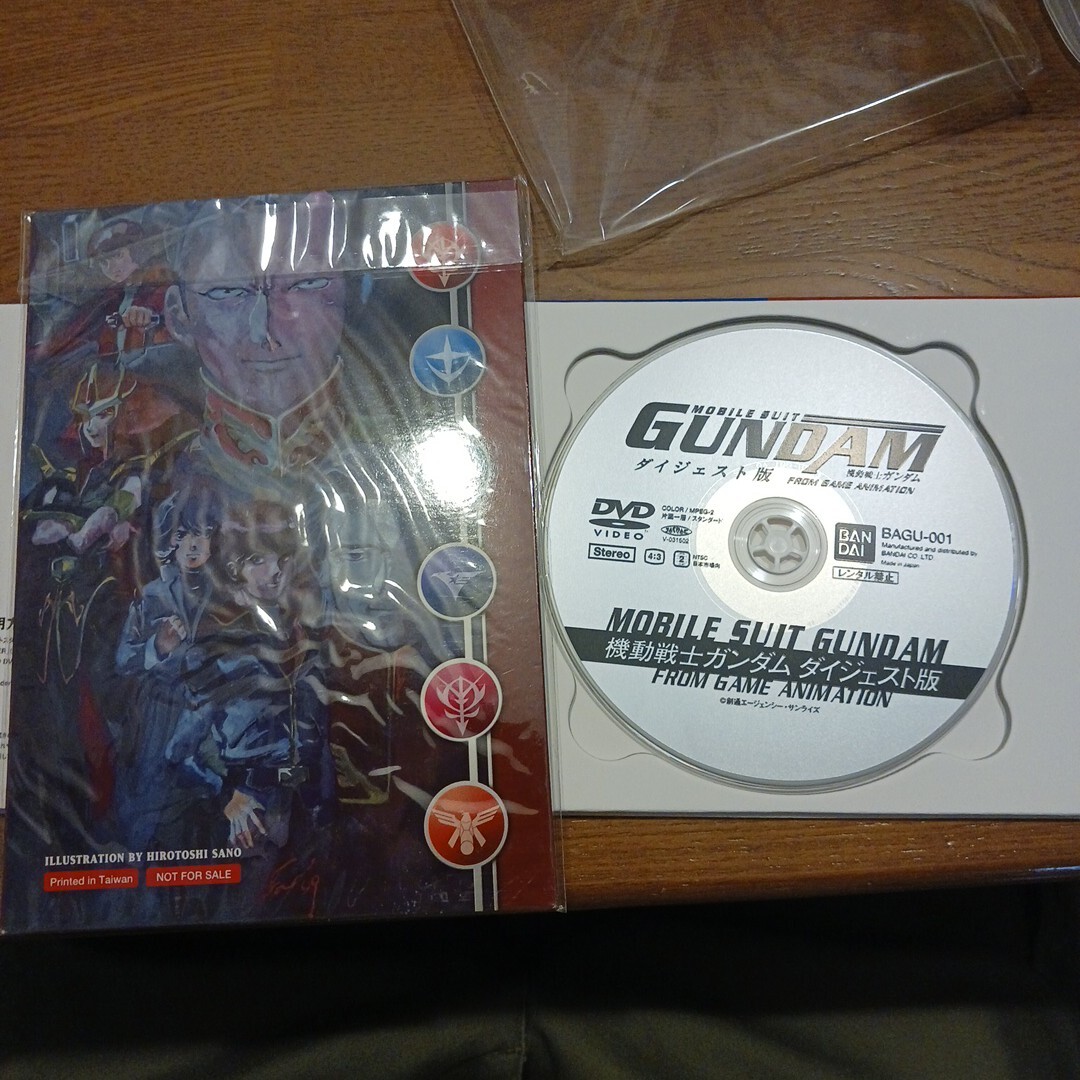 ILLUSTRATION BY HIROTOSHI SANO
Printed in Taiwan
NOT FOR SALE
MOBILE SUIT
GUNDAM
機動戦士ガンダム
ダイジェスト版
FROM GAME ANIMATION
DVD
VIDEO
COLOR / MPEG-2
片面一層 / スタンダード
V-031502
Stereo
4:3
2
NTSC
日本市場向
BAN
DAI
BAGU-001
Manufactured and distributed by
BANDAI CO.,LTD
Made in Japan
レンタル禁止
MOBILE SUIT GUNDAM
機動戦士ガンダム ダイジェスト版
FROM GAME ANIMATION
©創通エージェンシー・サンライズ